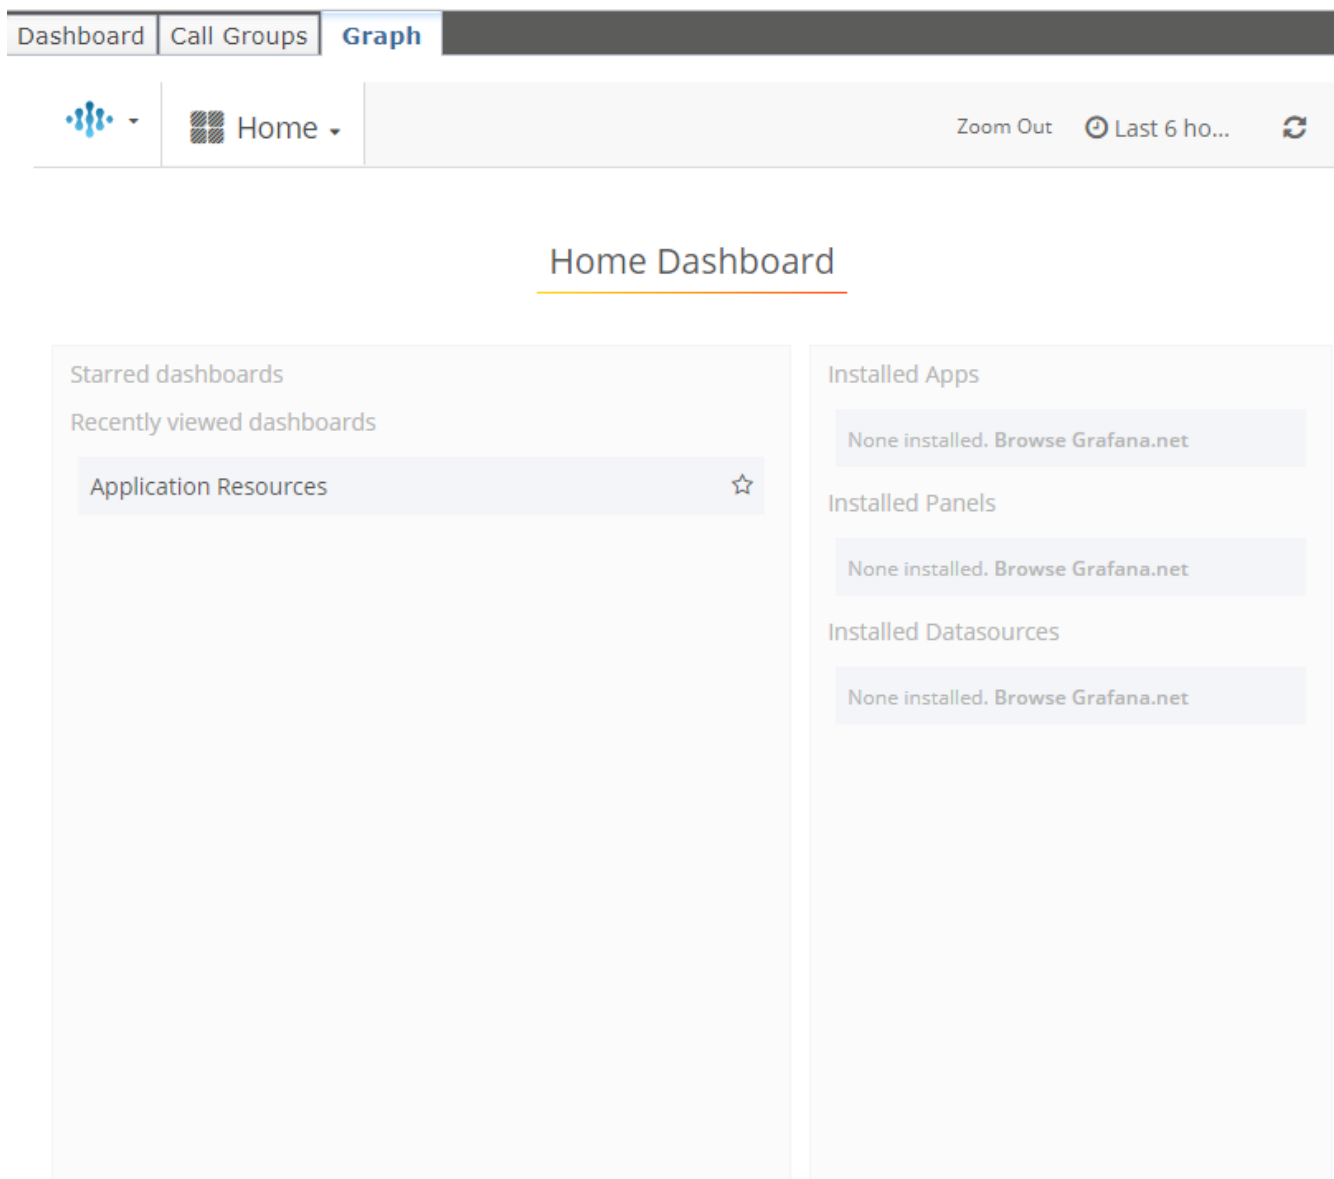 Dashboard Call Groups Graph
Home Zoom Out Last 6 ho...
Home Dashboard
Starred dashboards
Recently viewed dashboards
Application Resources
Installed Apps
None installed. Browse Grafana.net
Installed Panels
None installed. Browse Grafana.net
Installed Datasources
None installed. Browse Grafana.net